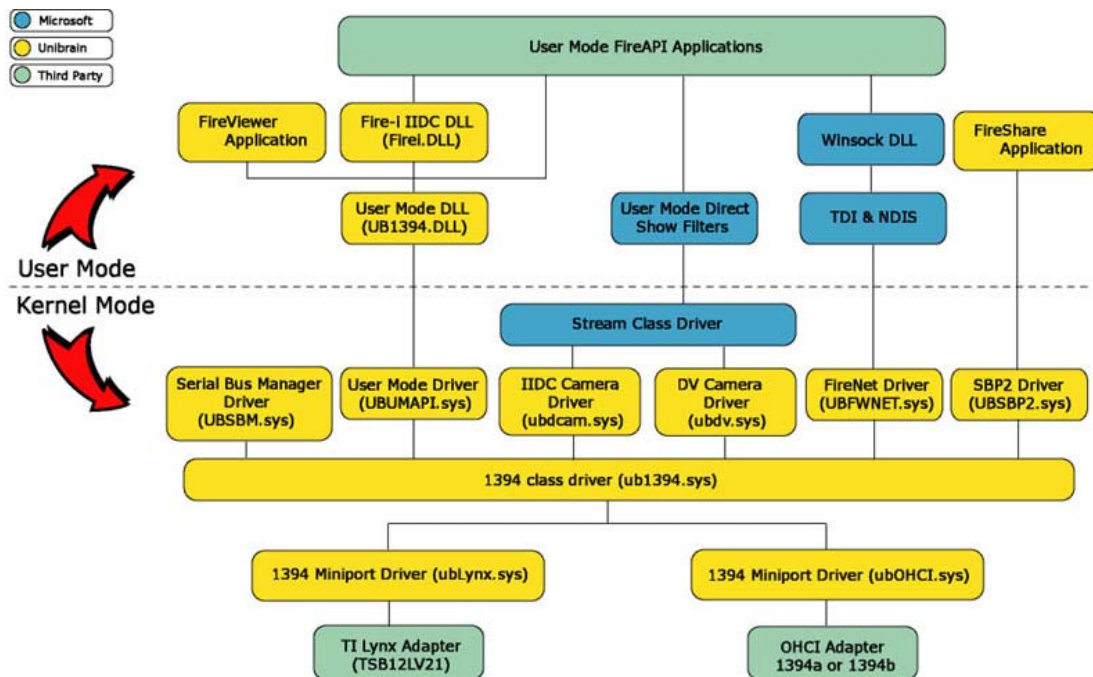 Microsoft
Unibrain
Third Party
User Mode FireAPI Applications
FireViewer
Application
Fire-i IIDC DLL
(Firei.DLL)
Winsock DLL
FireShare
Application
User Mode DLL
(UB1394.DLL)
User Mode Direct
Show Filters
TDI & NDIS
User Mode
Kernel Mode
Stream Class Driver
Serial Bus Manager
Driver
(UBSBM.sys)
User Mode Driver
(UBUMAPI.sys)
IIDC Camera
Driver
(ubdcam.sys)
DV Camera
Driver
(ubdv.sys)
FireNet Driver
(UBFWNET.sys)
SBP2 Driver
(UBSBP2.sys)
1394 class driver (ub1394.sys)
1394 Miniport Driver (ubLynx.sys)
1394 Miniport Driver (ubOHCI.sys)
TI Lynx Adapter
(TSB12LV21)
OHCI Adapter
1394a or 1394b